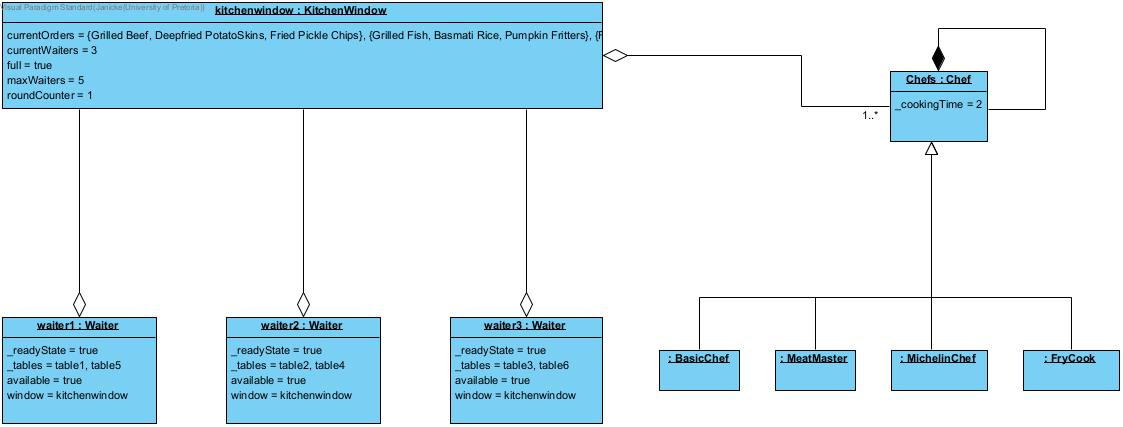 Visual Paradigm Standard(Janicke(University of Pretoria))
kitchenwindow : KitchenWindow
currentOrders = {Grilled Beef, Deepfried PotatoSkins, Fried Pickle Chips}, {Grilled Fish, Basmati Rice, Pumpkin Fritters}, {F
currentWaiters = 3
full = true
maxWaiters = 5
roundCounter = 1
Chefs : Chef
_cookingTime = 2
1..*
waiter1 : Waiter
_readyState = true
_tables = table1, table5
available = true
window = kitchenwindow
waiter2 : Waiter
_readyState = true
_tables = table2, table4
available = true
window = kitchenwindow
waiter3 : Waiter
_readyState = true
_tables = table3, table6
available = true
window = kitchenwindow
: BasicChef
: MeatMaster
: MichelinChef
: FryCook